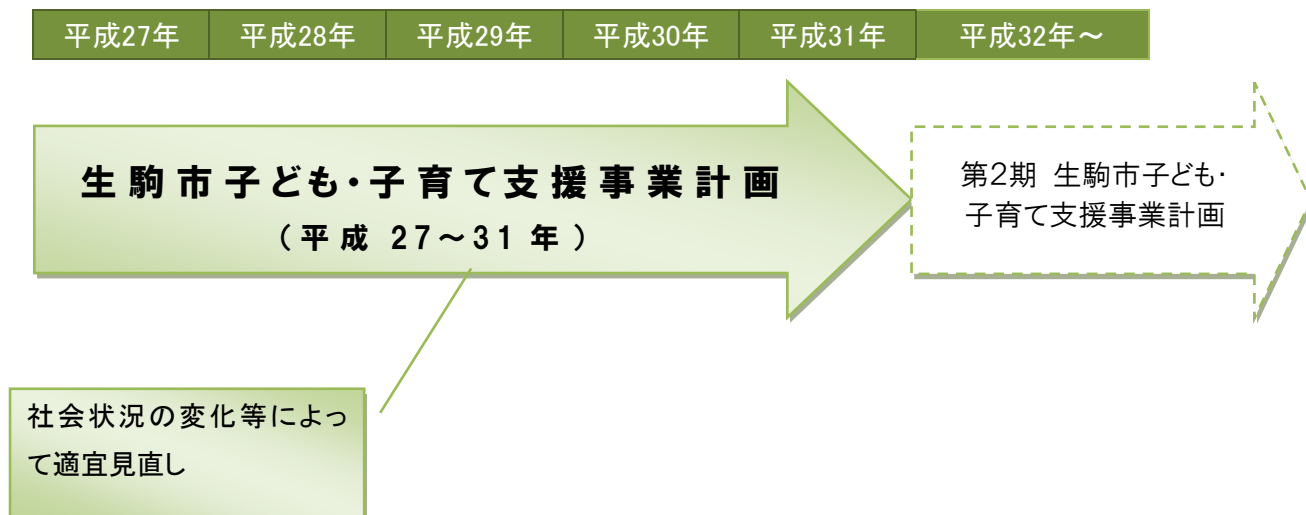 平成27年 平成28年 平成29年 平成30年 平成31年 平成32年～
生駒市子ども・子育て支援事業計画
（平成 27～31 年）
第2期 生駒市子ども・
子育て支援事業計画
社会状況の変化等によっ
て適宜見直し